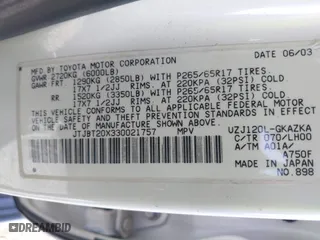 MFD. BY TOYOTA MOTOR CORPORATION DATE 06/03
GVWR 2720KG (6000LB)
GAWR FRT 1290KG (2850LB) WITH P265/65R17 TIRES,
17X7 1/2JJ RIMS AT 220KPA (32PSI) COLD
RR 1520KG (3350LB) WITH P265/65R17 TIRES,
17X7 1/2JJ RIMS AT 220KPA (32PSI) COLD
THIS VEHICLE CONFORMS TO ALL APPLICABLE
FEDERAL MOTOR VEHICLE SAFETY AND THEFT PREVENTION STANDARDS IN EFFECT ON
THE DATE OF MANUFACTURE SHOWN ABOVE.
JTJBT20X330021757 MPV
UZJ120L-GKAZKA
C/TR 070/LH00
A/TM A01A/
A750F
MADE IN JAPAN NO.B98